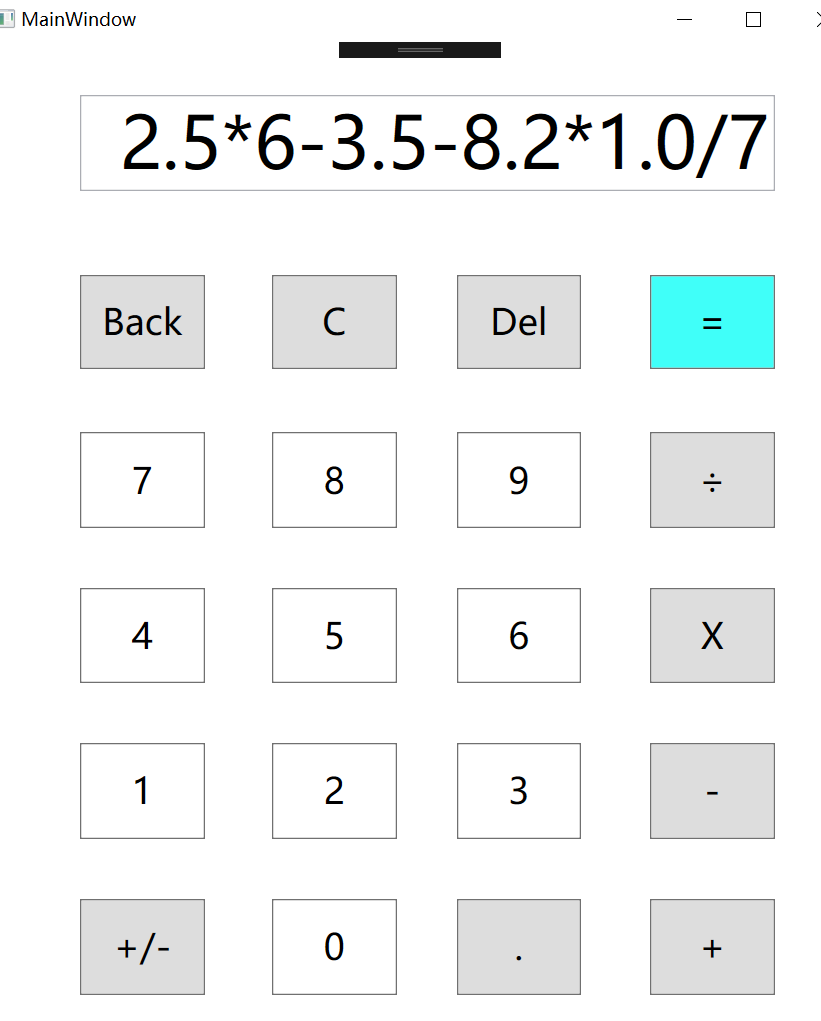 MainWindow
2.5*6-3.5-8.2*1.0/7
Back C Del =
7 8 9 ÷
4 5 6 X
1 2 3 -
+/- 0 . +